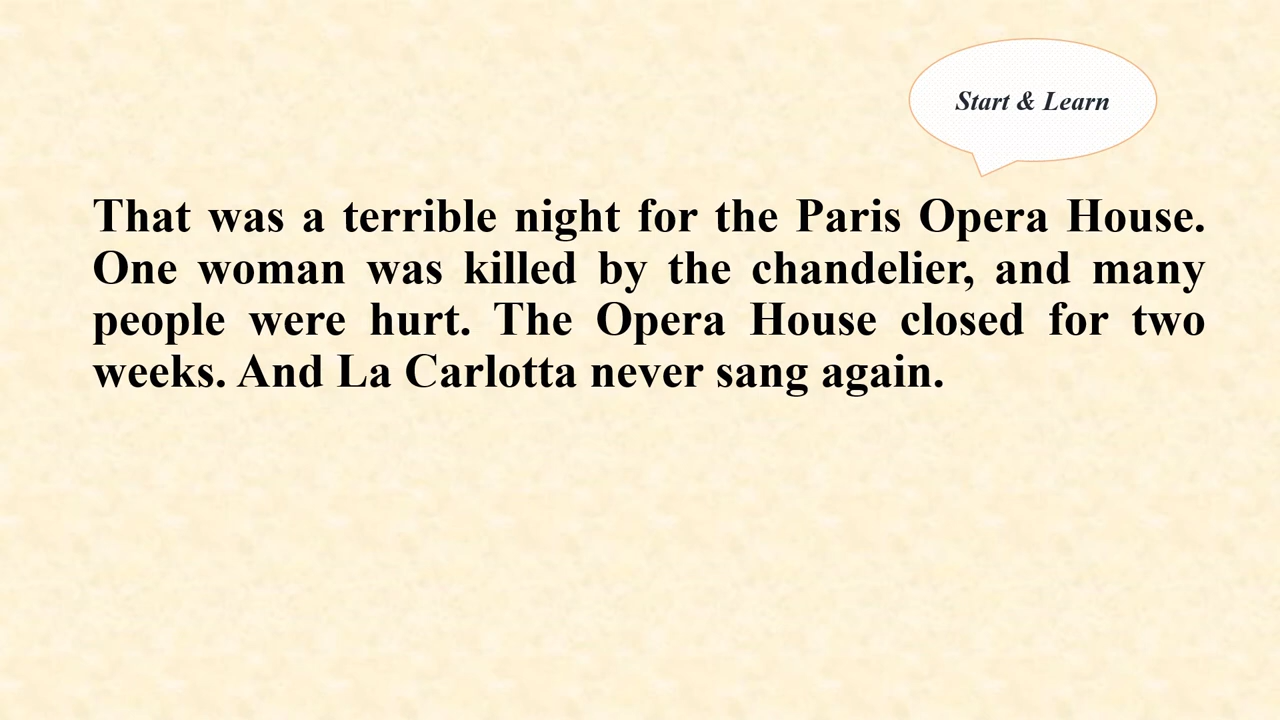 Start & Learn
That was a terrible night for the Paris Opera House.
One woman was killed by the chandelier, and many
people were hurt. The Opera House closed for two
weeks. And La Carlotta never sang again.